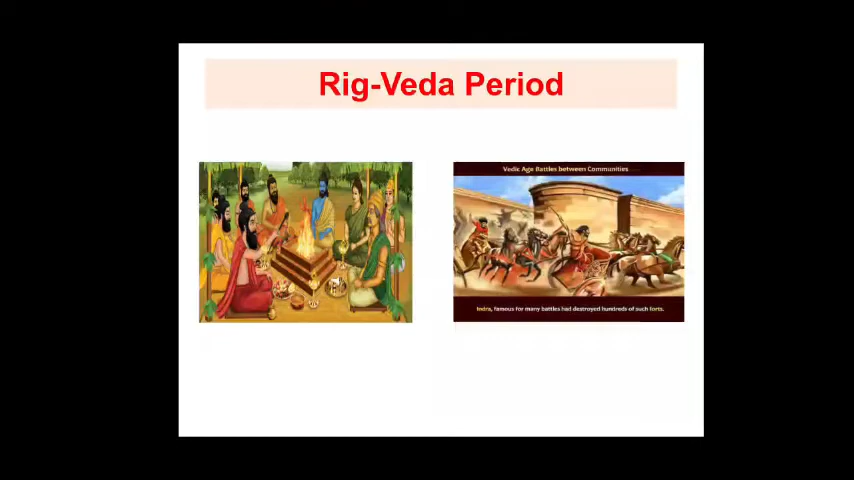 Rig-Veda Period
Vedic Age Battles between Communities
Indra, famous for many battles had destroyed hundreds of such forts.